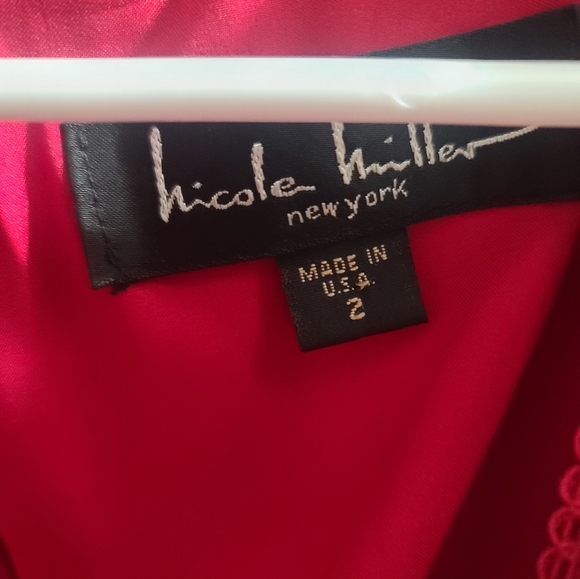 nicole miller
new york
MADE IN
U.S.A.
2